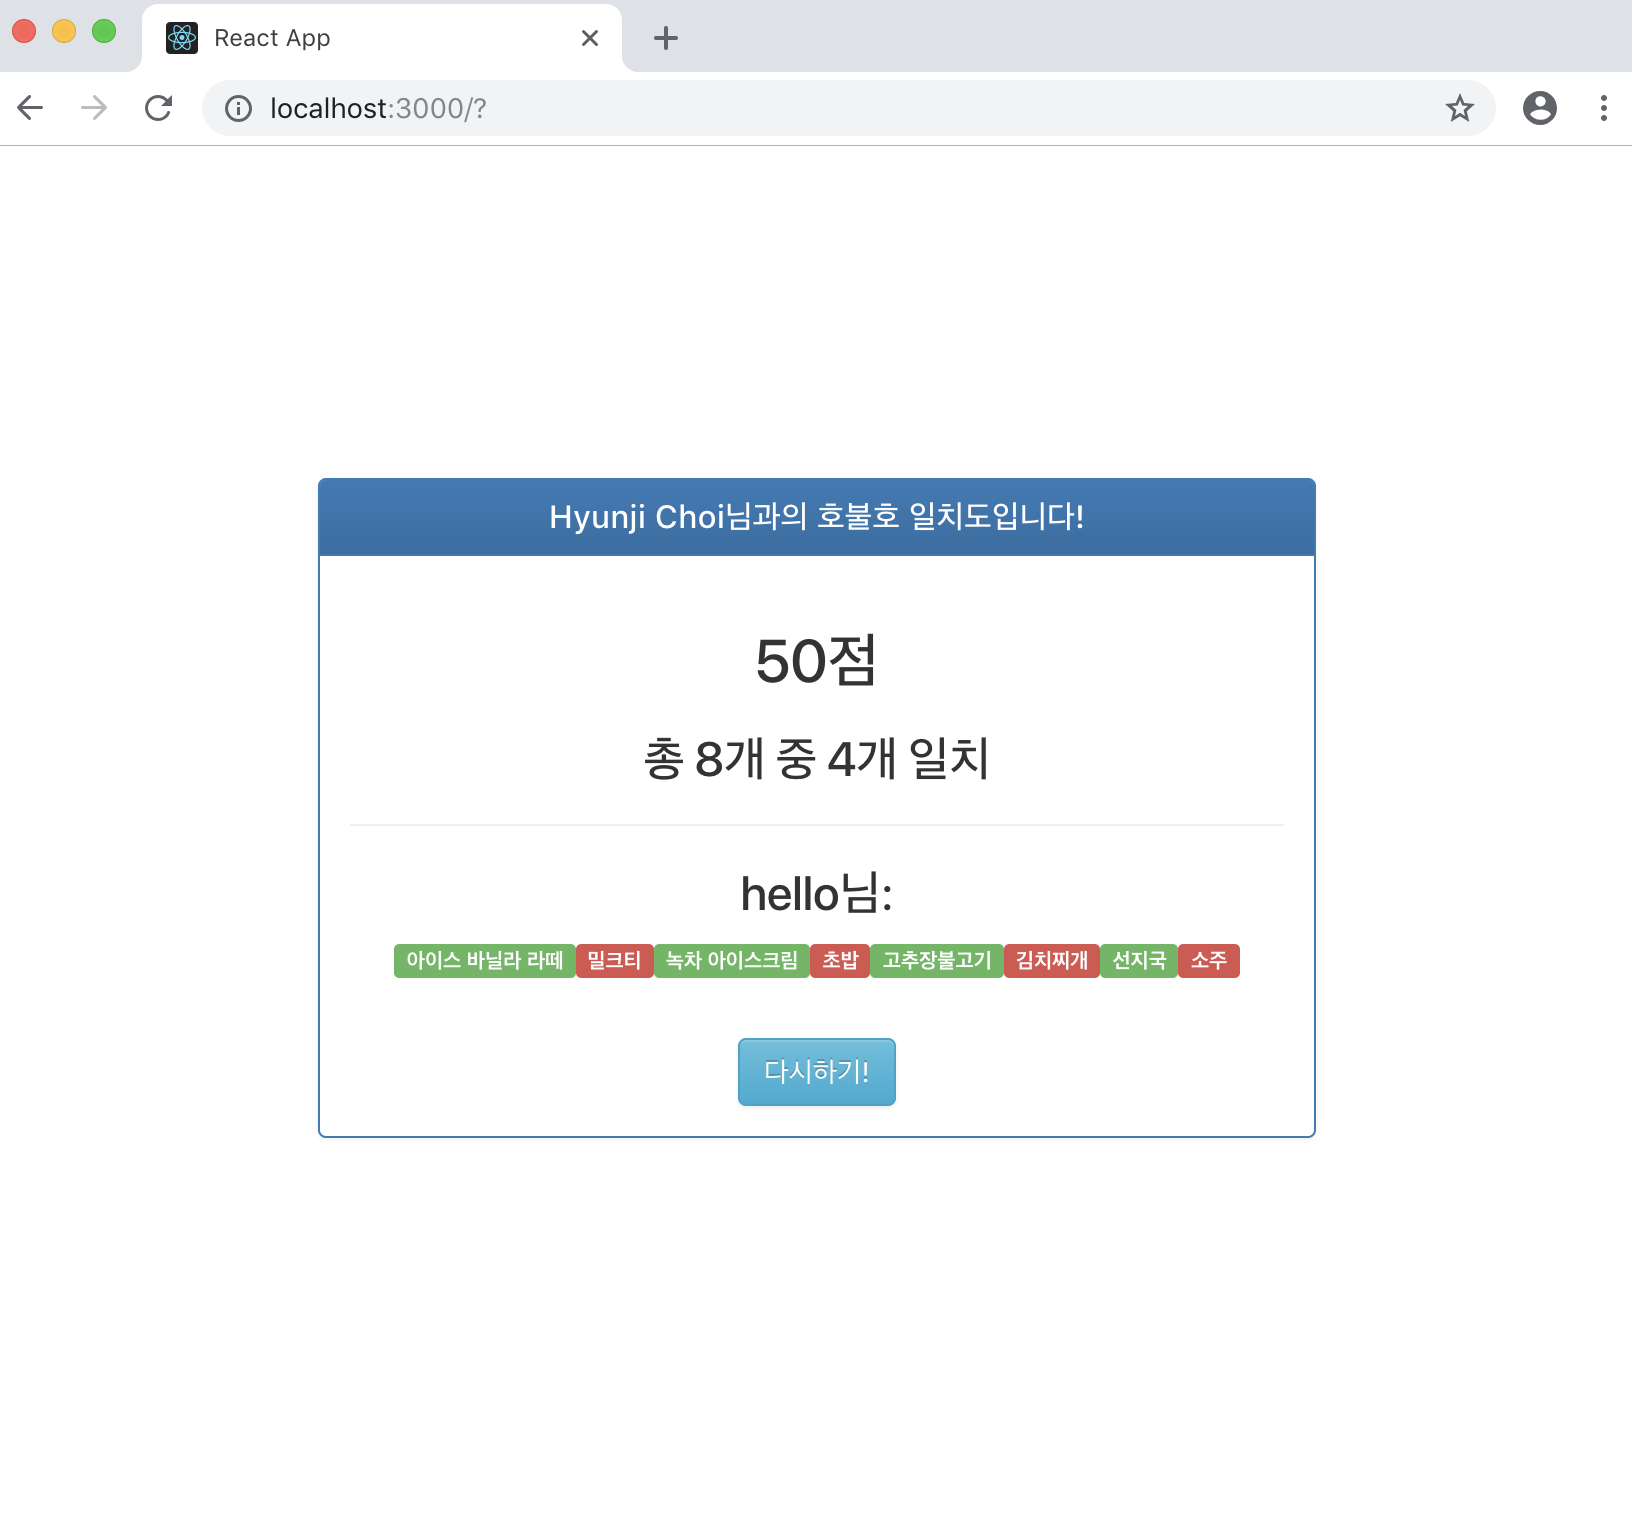 React App
localhost:3000/?
Hyunji Choi님과의 호불호 일치도입니다!
50점
총 8개 중 4개 일치
hello님:
아이스 바닐라 라떼 밀크티 녹차 아이스크림 초밥 고추장불고기 김치찌개 선지국 소주
다시하기!